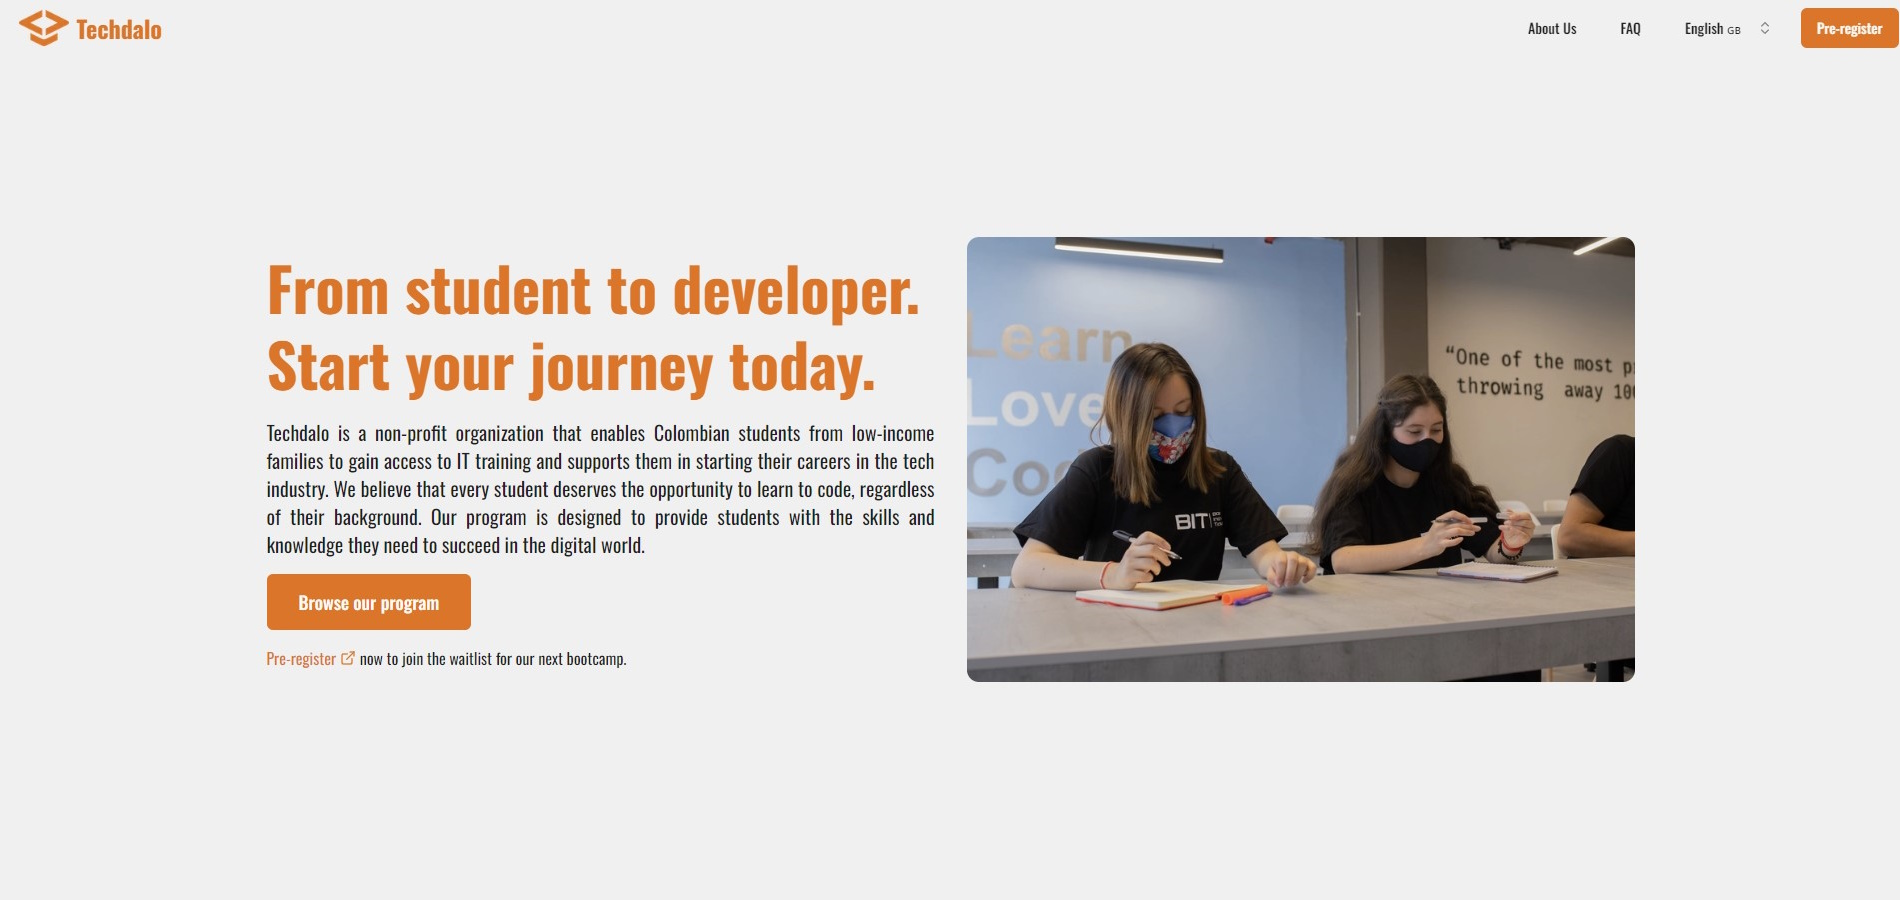 Techdalo
About Us
FAQ
English GB
Pre-register
From student to developer.
Start your journey today.
Techdalo is a non-profit organization that enables Colombian students from low-income
families to gain access to IT training and supports them in starting their careers in the tech
industry. We believe that every student deserves the opportunity to learn to code, regardless
of their background. Our program is designed to provide students with the skills and
knowledge they need to succeed in the digital world.
Browse our program
Pre-register now to join the waitlist for our next bootcamp.
Learn
Love
“One of the most
throwing away
BIT